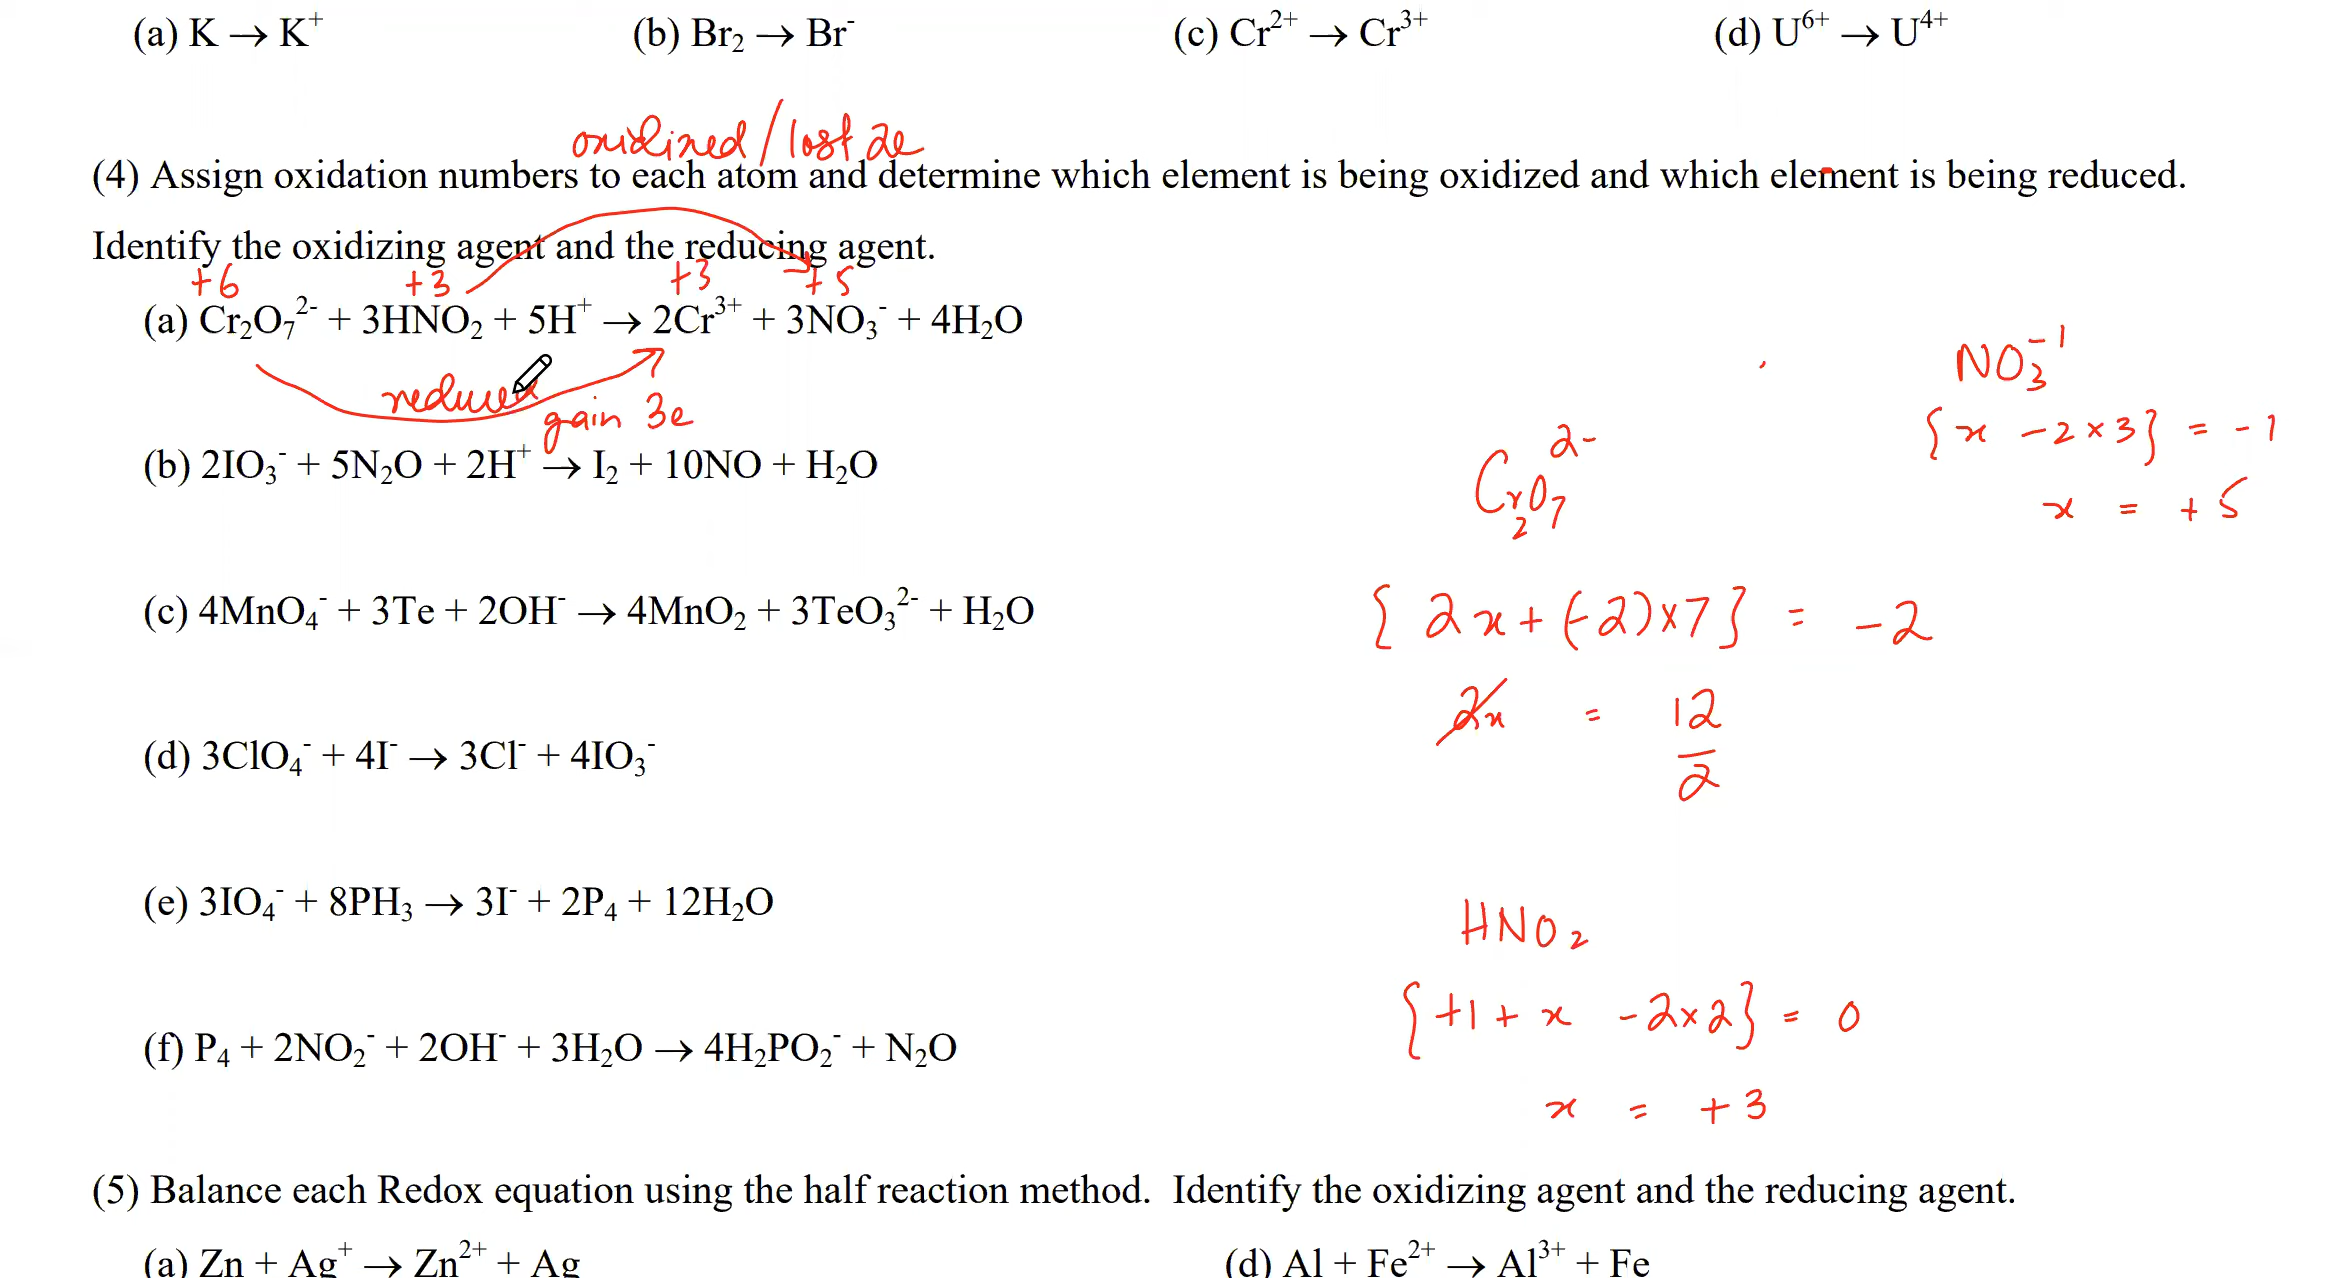 (a) K → K⁺ (b) Br₂ → Br⁻ (c) Cr²⁺ → Cr³⁺ (d) U⁶⁺ → U⁴⁺
oxidized / lost 2e
(4) Assign oxidation numbers to each atom and determine which element is being oxidized and which element is being reduced.
Identify the oxidizing agent and the reducing agent.
+6 +3 +3 +5
(a) Cr₂O₇²⁻ + 3HNO₂ + 5H⁺ → 2Cr³⁺ + 3NO₃⁻ + 4H₂O
reduced
gain 3e
(b) 2IO₃⁻ + 5N₂O + 2H⁺ → I₂ + 10NO + H₂O
(c) 4MnO₄⁻ + 3Te + 2OH⁻ → 4MnO₂ + 3TeO₃²⁻ + H₂O
(d) 3ClO₄⁻ + 4I⁻ → 3Cl⁻ + 4IO₃⁻
(e) 3IO₄⁻ + 8PH₃ → 3I⁻ + 2P₄ + 12H₂O
(f) P₄ + 2NO₂⁻ + 2OH⁻ + 3H₂O → 4H₂PO₂⁻ + N₂O
NO₃⁻¹
{x -2×3} = -1
x = +5
Cr₂O₇²⁻
{2x + (-2)×7} = -2
2x = 12
2
HNO₂
{+1 + x -2×2} = 0
x = +3
(5) Balance each Redox equation using the half reaction method. Identify the oxidizing agent and the reducing agent.
(a) Zn + Ag⁺ → Zn²⁺ + Ag (d) Al + Fe²⁺ → Al³⁺ + Fe